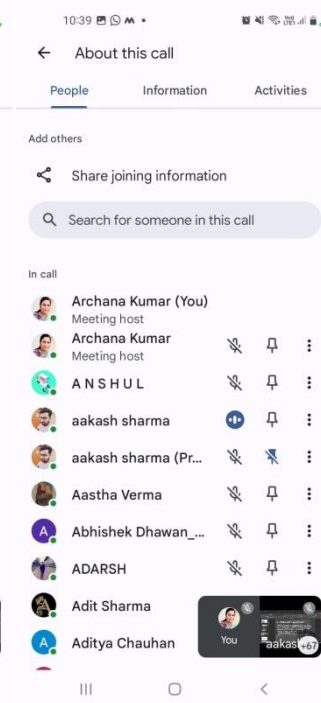 10:39
About this call
People Information Activities
Add others
Share joining information
Search for someone in this call
In call
Archana Kumar (You)
Meeting host
Archana Kumar
Meeting host
A N S H U L
aakash sharma
aakash sharma (Pr...
Aastha Verma
A Abhishek Dhawan_...
ADARSH
Adit Sharma
A Aditya Chauhan
You
aakas
+67